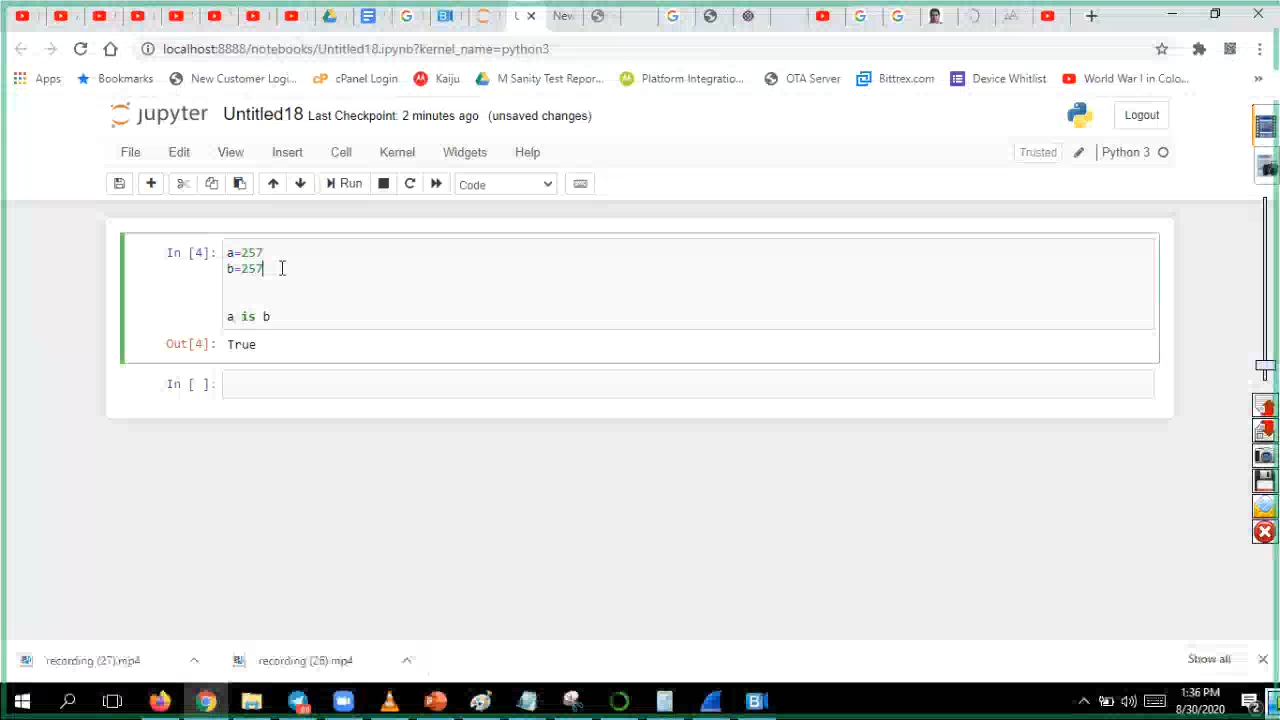 New
localhost:8888/notebooks/Untitled18.ipynb?kernel_name=python3
Apps Bookmarks New Customer Logi... cPanel Login Kaiju M Sanity Test Repor... Platform Integratio... OTA Server Bittrex.com Device Whitlist World War I in Colo... »
jupyter Untitled18 Last Checkpoint: 2 minutes ago (unsaved changes) Logout
File Edit View Insert Cell Kernel Widgets Help Trusted Python 3
Run Code
In [4]: a=257
b=257
a is b
Out[4]: True
In [ ]:
recording (27).mp4 recording (28).mp4 Show all
1:36 PM
8/30/2020
2